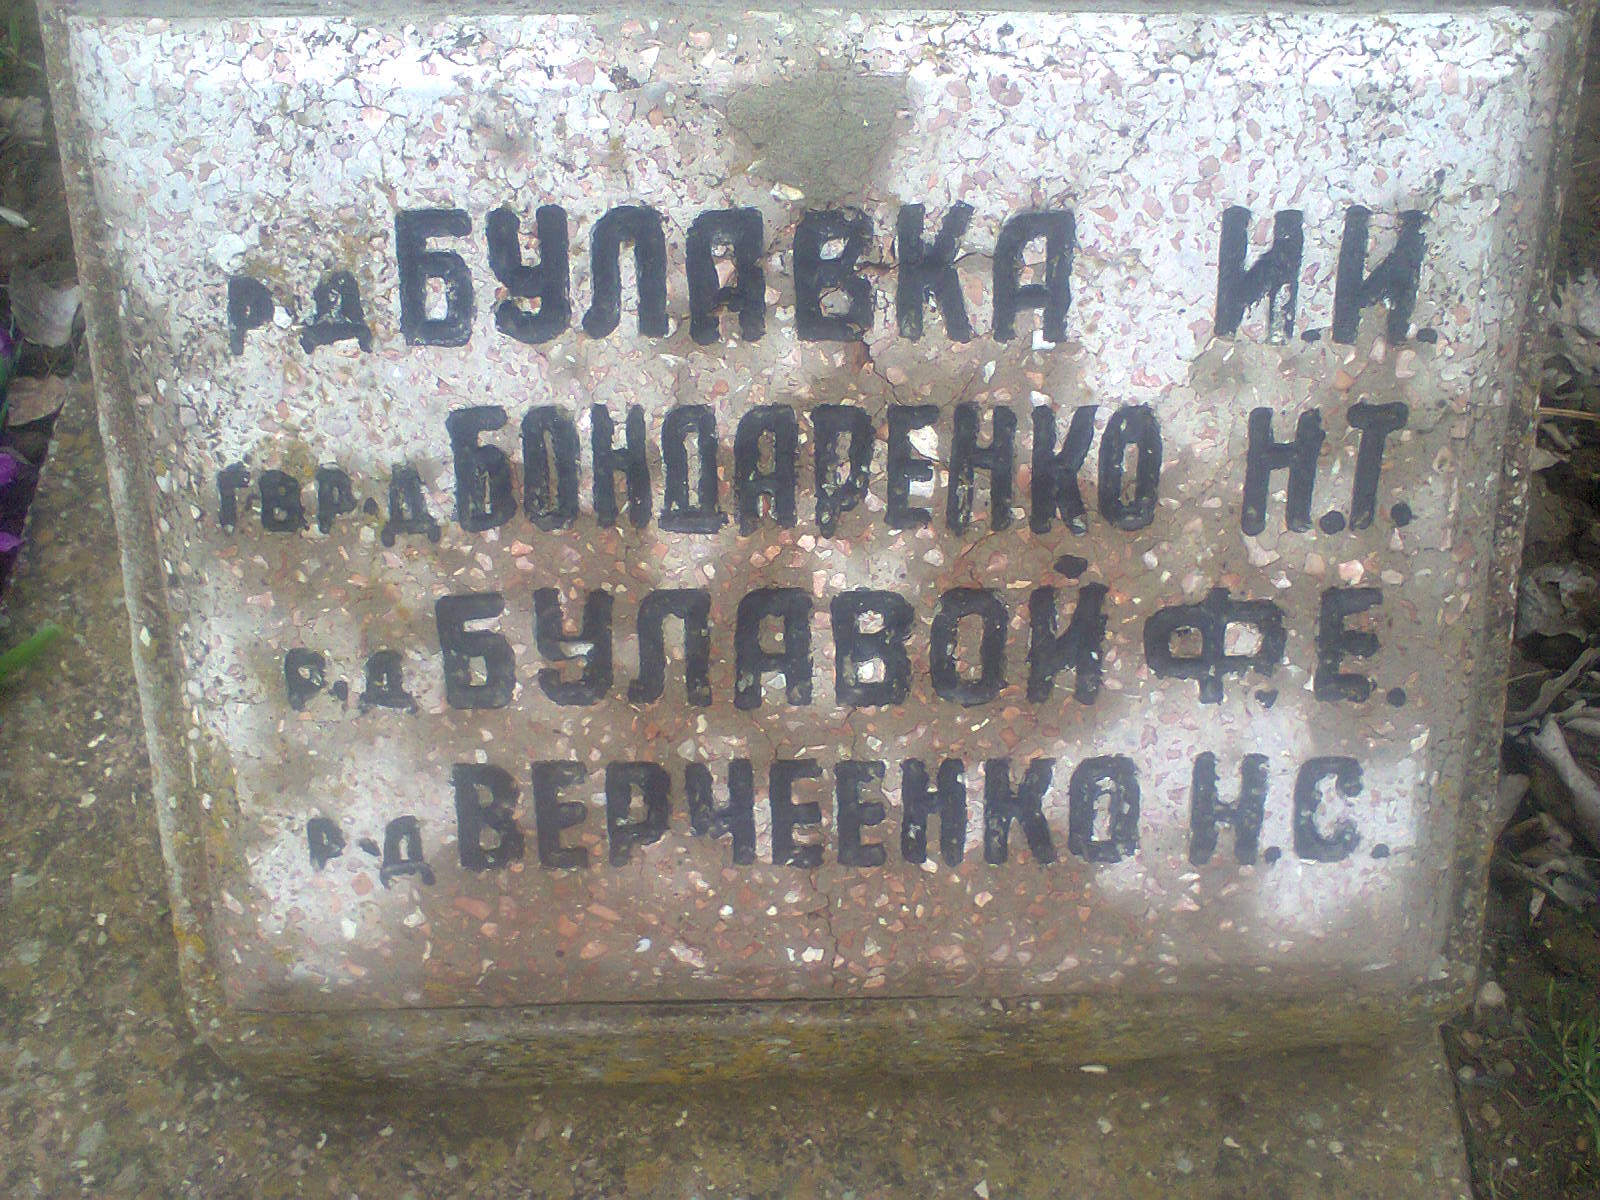 р д БУЛАВКА И.И.
гв р.д БОНДАРЕНКО Н.Т.
р.д БУЛАВОЙ Ф.Е.
р.д ВЕРЧЕЕНКО Н.С.